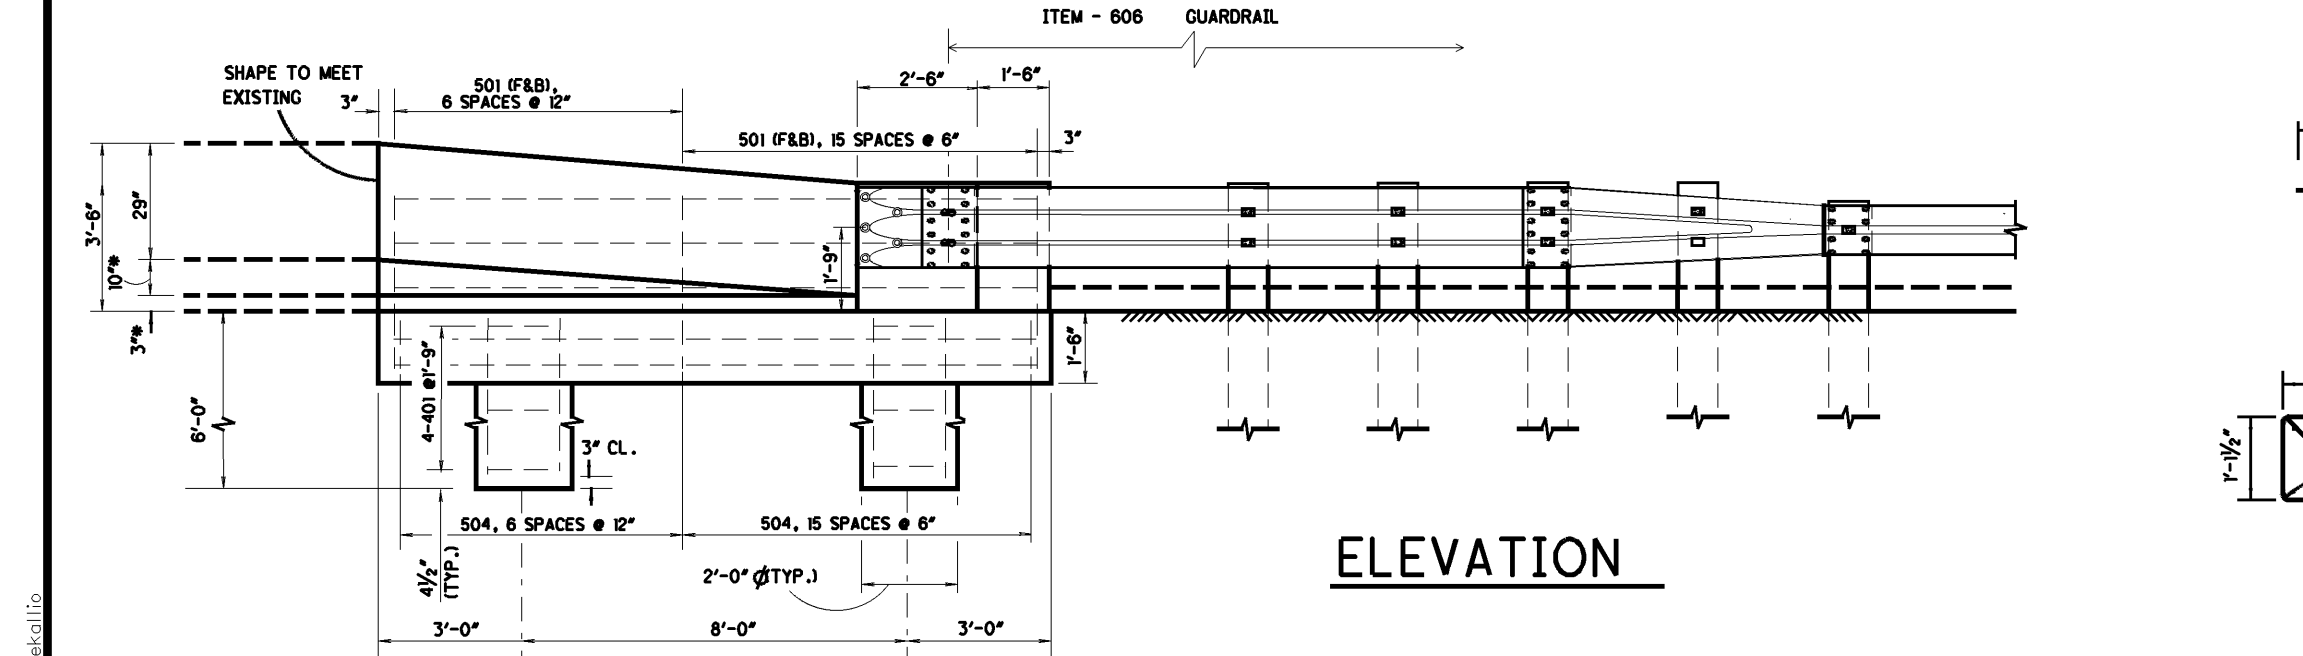 ITEM - 606 GUARDRAIL
SHAPE TO MEET
EXISTING
3"
501 (F&B),
6 SPACES @ 12"
2'-6"
1'-6"
501 (F&B), 15 SPACES @ 6"
3"
3'-6"
29"
10"*
3"*
1'-9"
1'-6"
6'-0"
4-401 @1'-9"
3" CL.
504, 6 SPACES @ 12"
504, 15 SPACES @ 6"
4½"
(TYP.)
2'-0" ∅(TYP.)
3'-0"
8'-0"
3'-0"
ELEVATION
1'-1½"
ekallio